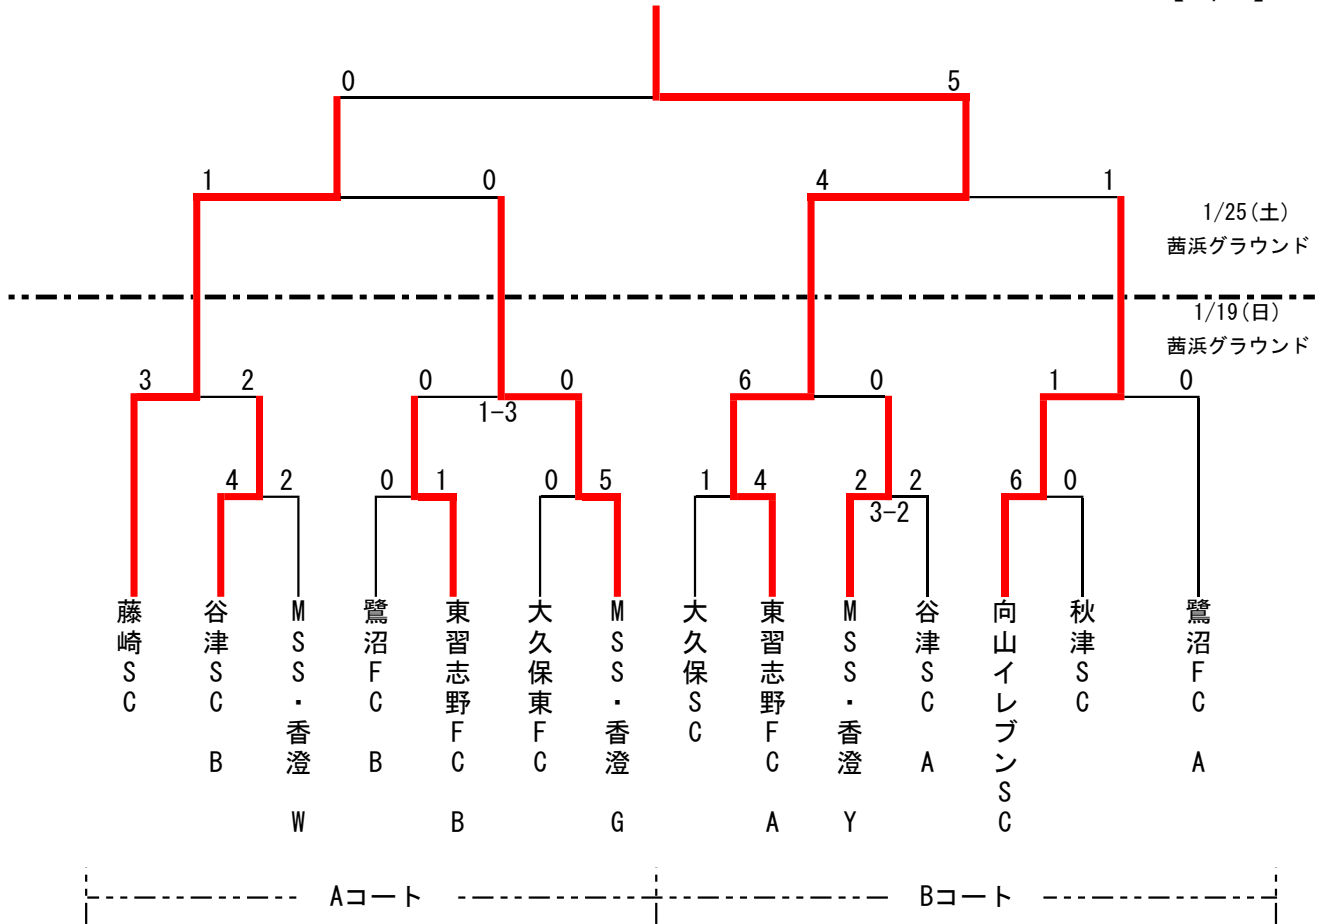 0 5
1 0 4 1
1/25(土)
茜浜グラウンド
1/19(日)
茜浜グラウンド
3 2 0 0 6 0 1 0
1-3
4 2 0 1 0 5 1 4 2 2 6 0
3-2
藤崎SC
谷津SC B
MSS・香澄 W
鷺沼FC B
東習志野FC B
大久保東FC
MSS・香澄 G
大久保SC
東習志野FC A
MSS・香澄 Y
谷津SC A
向山イレブンSC
秋津SC
鷺沼FC A
Aコート Bコート